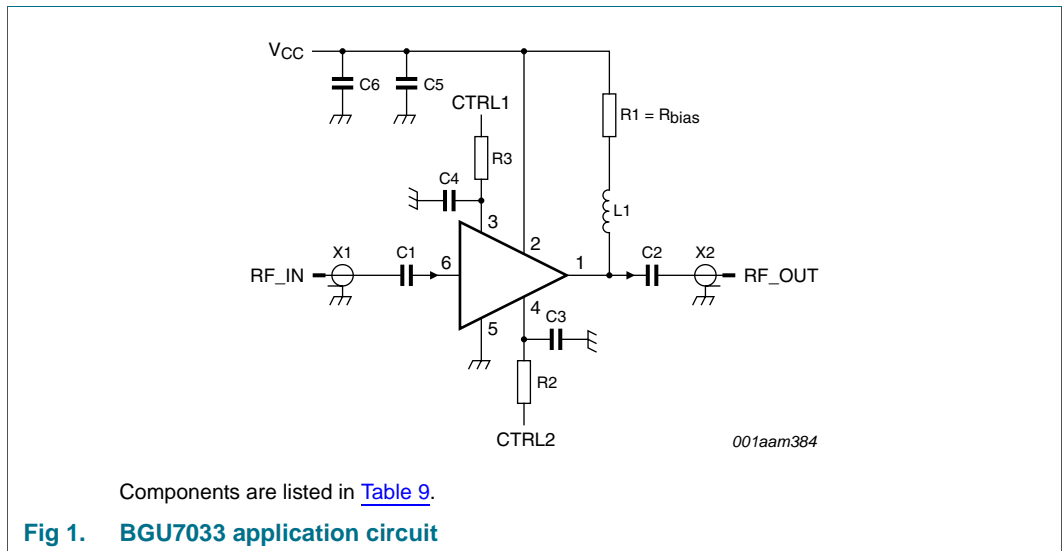 VCC
C6
C5
CTRL1
R1 = Rbias
R3
C4
L1
3
2
X1
C1
C2
X2
RF_IN
6
1
RF_OUT
4
C3
5
R2
CTRL2
001aam384
Components are listed in Table 9.
Fig 1. BGU7033 application circuit